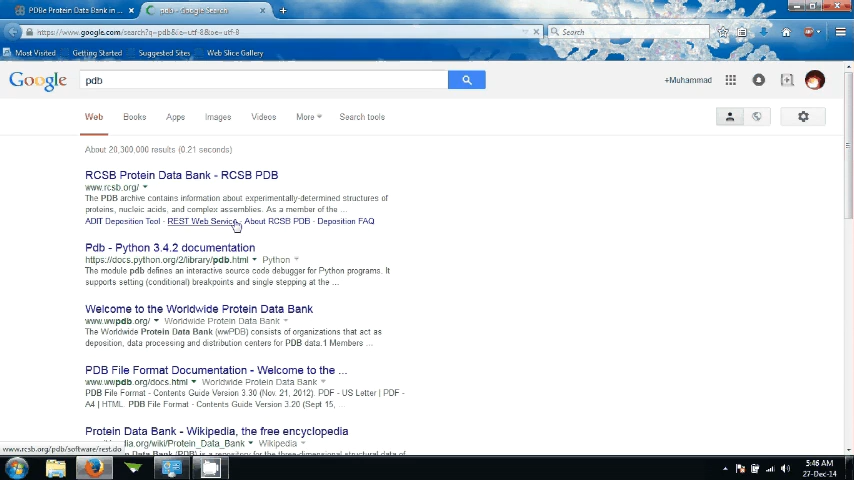 PDBe Protein Data Bank in ...
pdb - Google Search
https://www.google.com/search?q=pdb&ie=utf-8&oe=utf-8
Search
Most Visited
Getting Started
Suggested Sites
Web Slice Gallery
Google
pdb
+Muhammad
Web
Books
Apps
Images
Videos
More
Search tools
About 20,300,000 results (0.21 seconds)
RCSB Protein Data Bank - RCSB PDB
www.rcsb.org/
The PDB archive contains information about experimentally-determined structures of
proteins, nucleic acids, and complex assemblies. As a member of the ...
ADIT Deposition Tool - REST Web Service - About RCSB PDB - Deposition FAQ
Pdb - Python 3.4.2 documentation
https://docs.python.org/2/library/pdb.html Python
The module pdb defines an interactive source code debugger for Python programs. It
supports setting (conditional) breakpoints and single stepping at the ...
Welcome to the Worldwide Protein Data Bank
www.wwpdb.org/ Worldwide Protein Data Bank
The Worldwide Protein Data Bank (wwPDB) consists of organizations that act as
deposition, data processing and distribution centers for PDB data.1 Members ...
PDB File Format Documentation - Welcome to the ...
www.wwpdb.org/docs.html Worldwide Protein Data Bank
PDB File Format - Contents Guide Version 3.30 (Nov. 21, 2012). PDF - US Letter | PDF -
A4 | HTML. PDB File Format - Contents Guide Version 3.20 (Sept 15, ...
Protein Data Bank - Wikipedia, the free encyclopedia
www.rcsb.org/pdb/software/rest.do
Wikipedia
5:46 AM
27-Dec-14